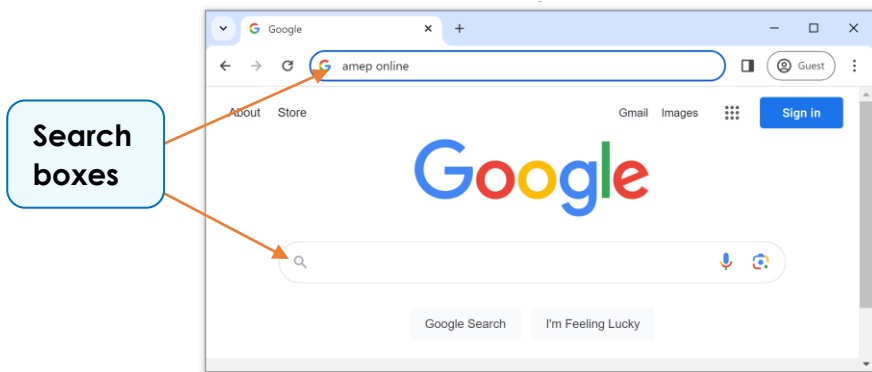 Google
amep online
Guest
About Store
Gmail Images
Sign in
Search
boxes
Google
Google Search I'm Feeling Lucky